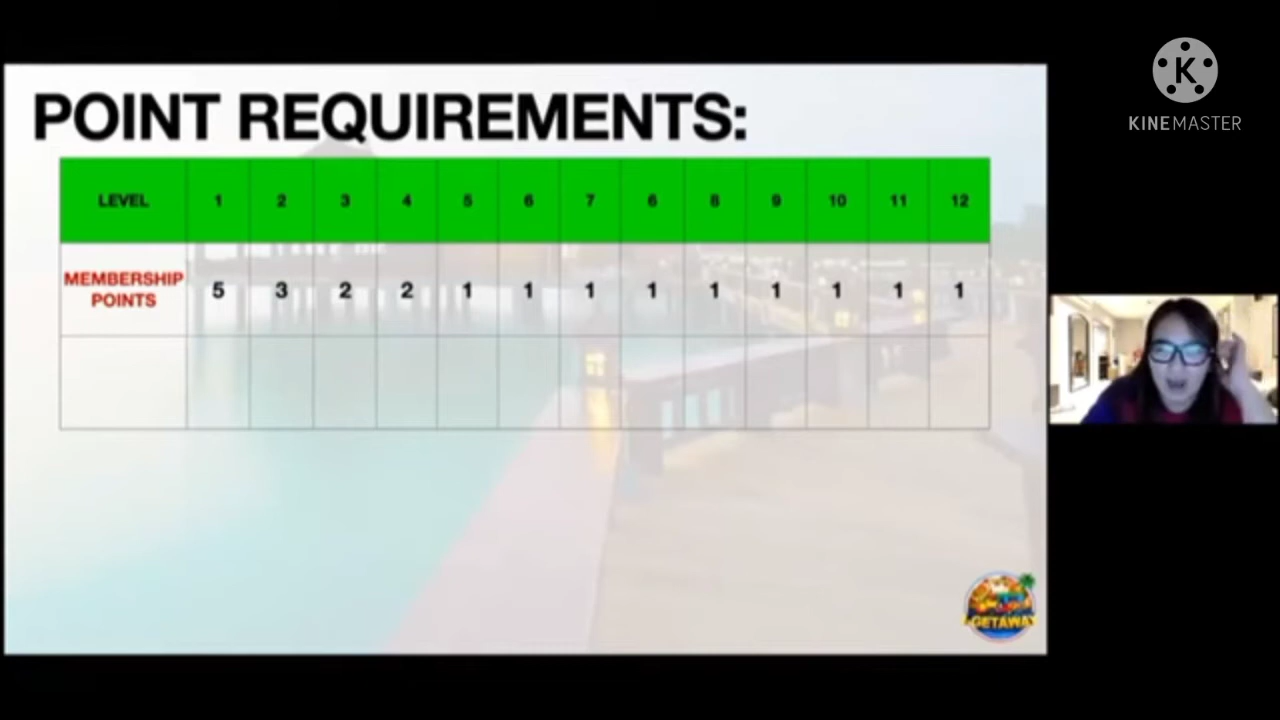 POINT REQUIREMENTS:
LEVEL 1 2 3 4 5 6 7 6 8 9 10 11 12
MEMBERSHIP
POINTS 5 3 2 2 1 1 1 1 1 1 1 1 1
GETAWAY
K
KINEMASTER